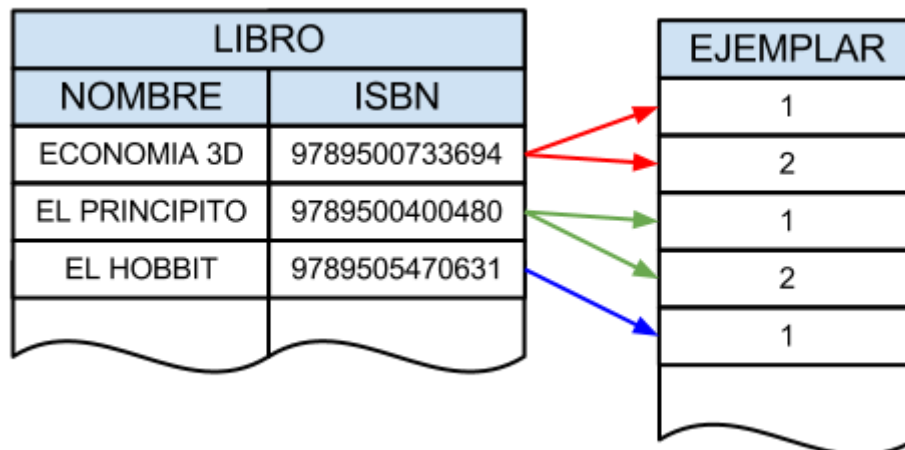 LIBRO
NOMBRE ISBN
ECONOMIA 3D 9789500733694
EL PRINCIPITO 9789500400480
EL HOBBIT 9789505470631
EJEMPLAR
1
2
1
2
1